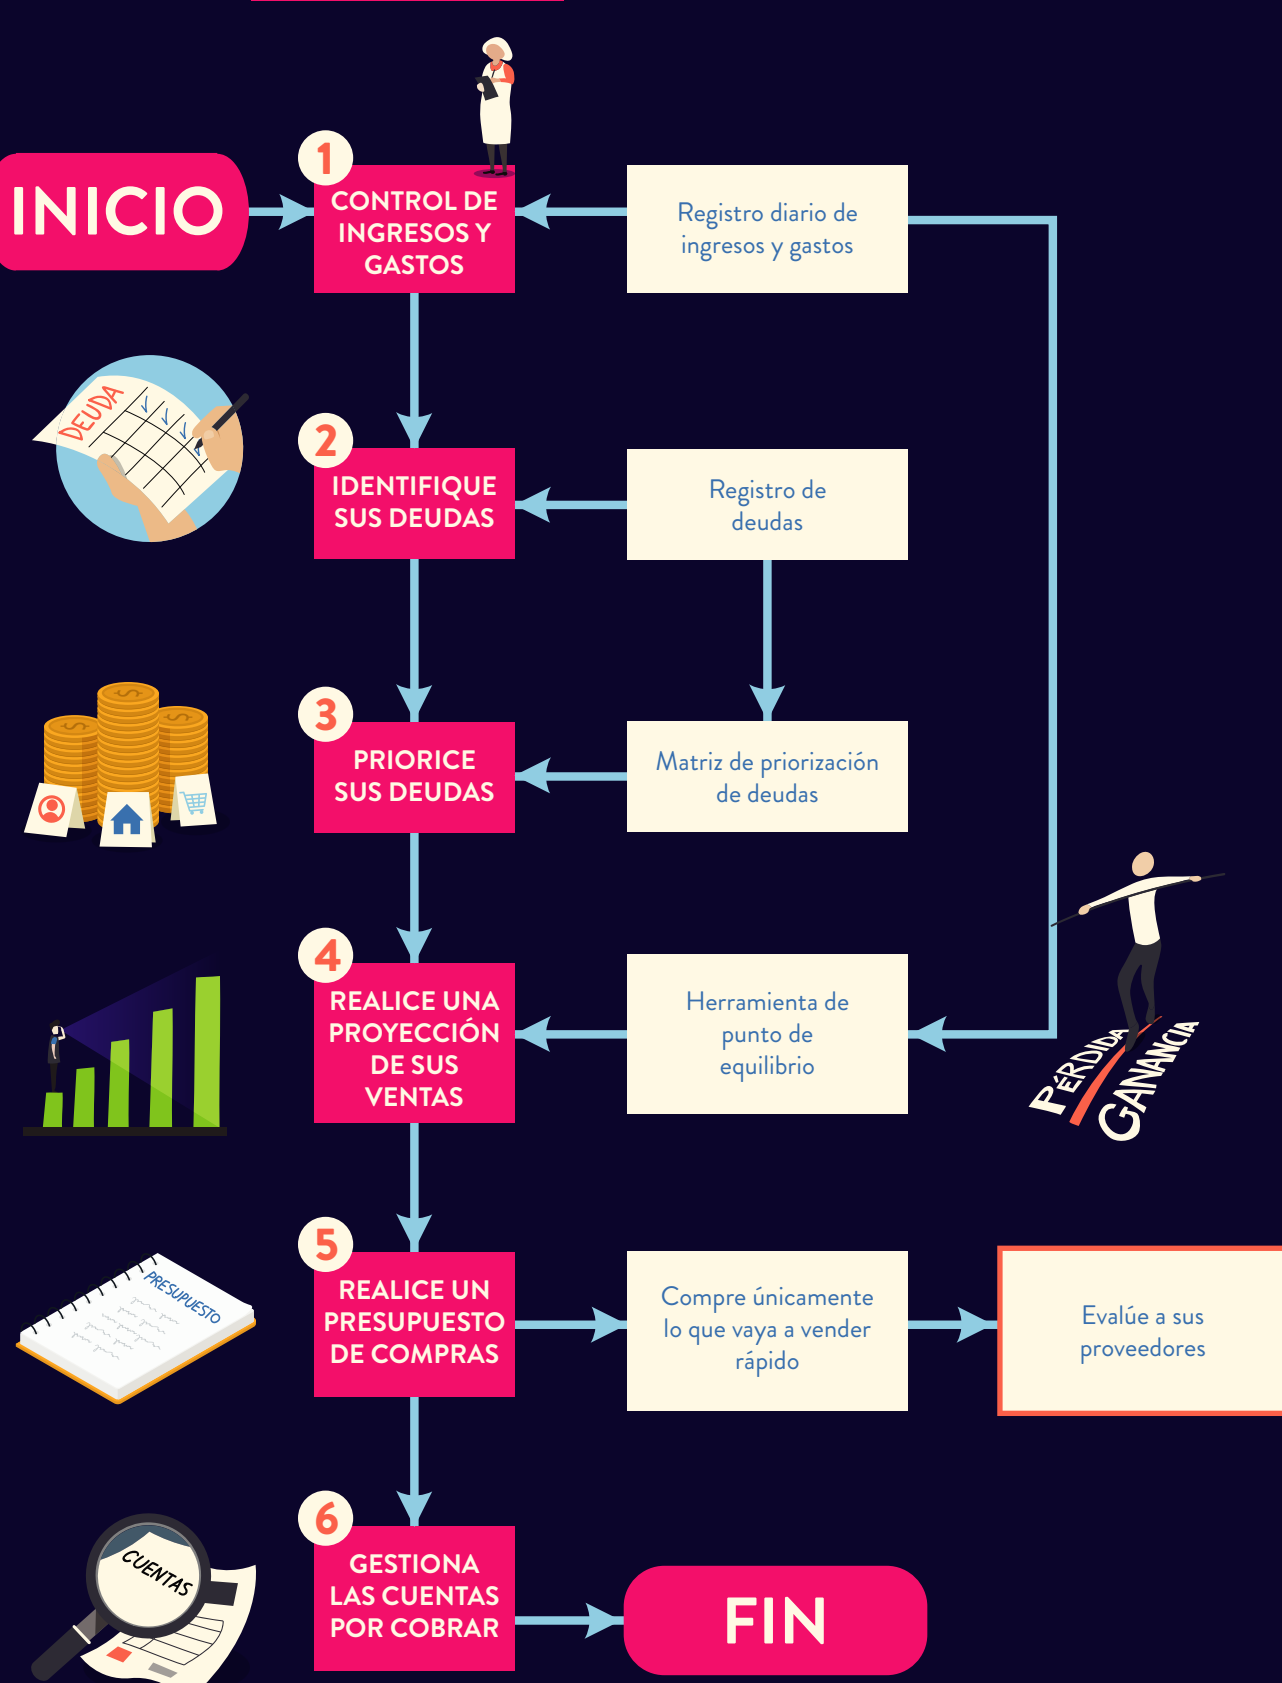 INICIO
1
CONTROL DE
INGRESOS Y
GASTOS
Registro diario de
ingresos y gastos
DEUDA
2
IDENTIFIQUE
SUS DEUDAS
Registro de
deudas
3
PRIORICE
SUS DEUDAS
Matriz de priorización
de deudas
4
REALICE UNA
PROYECCIÓN
DE SUS
VENTAS
Herramienta de
punto de
equilibrio
PÉRDIDA
GANANCIA
PRESUPUESTO
5
REALICE UN
PRESUPUESTO
DE COMPRAS
Compre únicamente
lo que vaya a vender
rápido
Evalúe a sus
proveedores
CUENTAS
6
GESTIONA
LAS CUENTAS
POR COBRAR
FIN